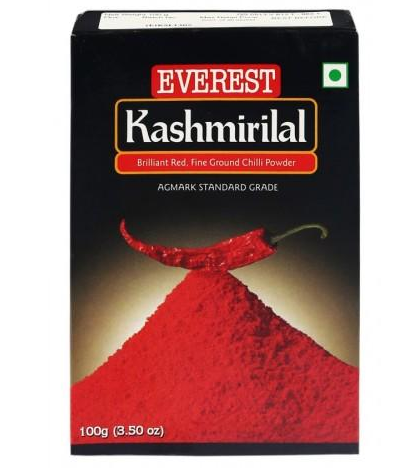 EVEREST
Kashmirilal
Brilliant Red, Fine Ground Chilli Powder
AGMARK STANDARD GRADE
100g (3.50 oz)